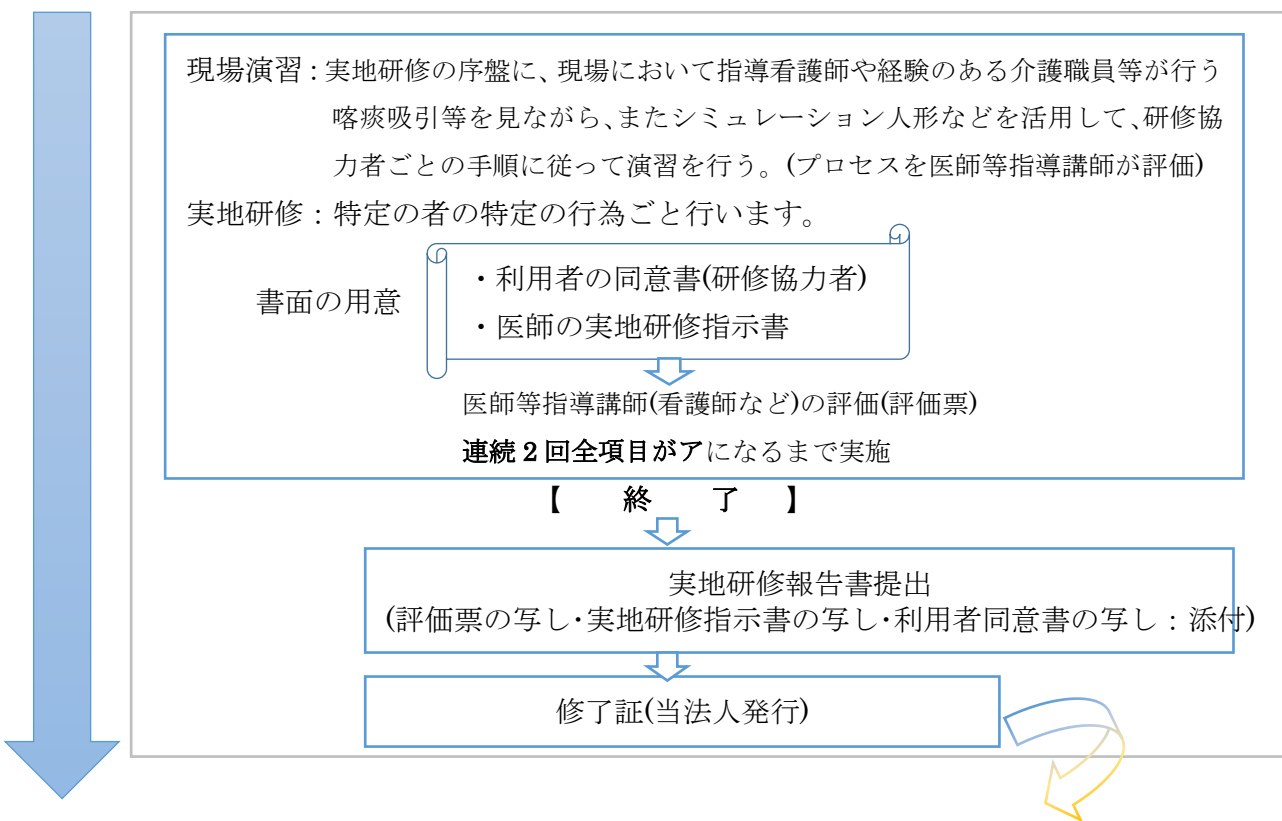 現場演習：実地研修の序盤に、現場において指導看護師や経験のある介護職員等が行う
喀痰吸引等を見ながら、またシミュレーション人形などを活用して、研修協
力者ごとの手順に従って演習を行う。(プロセスを医師等指導講師が評価)
実地研修：特定の者の特定の行為ごと行います。
書面の用意
・利用者の同意書(研修協力者)
・医師の実地研修指示書
医師等指導講師(看護師など)の評価(評価票)
連続２回全項目がアになるまで実施
【　終　了　】
実地研修報告書提出
(評価票の写し・実地研修指示書の写し・利用者同意書の写し：添付)
修了証(当法人発行)